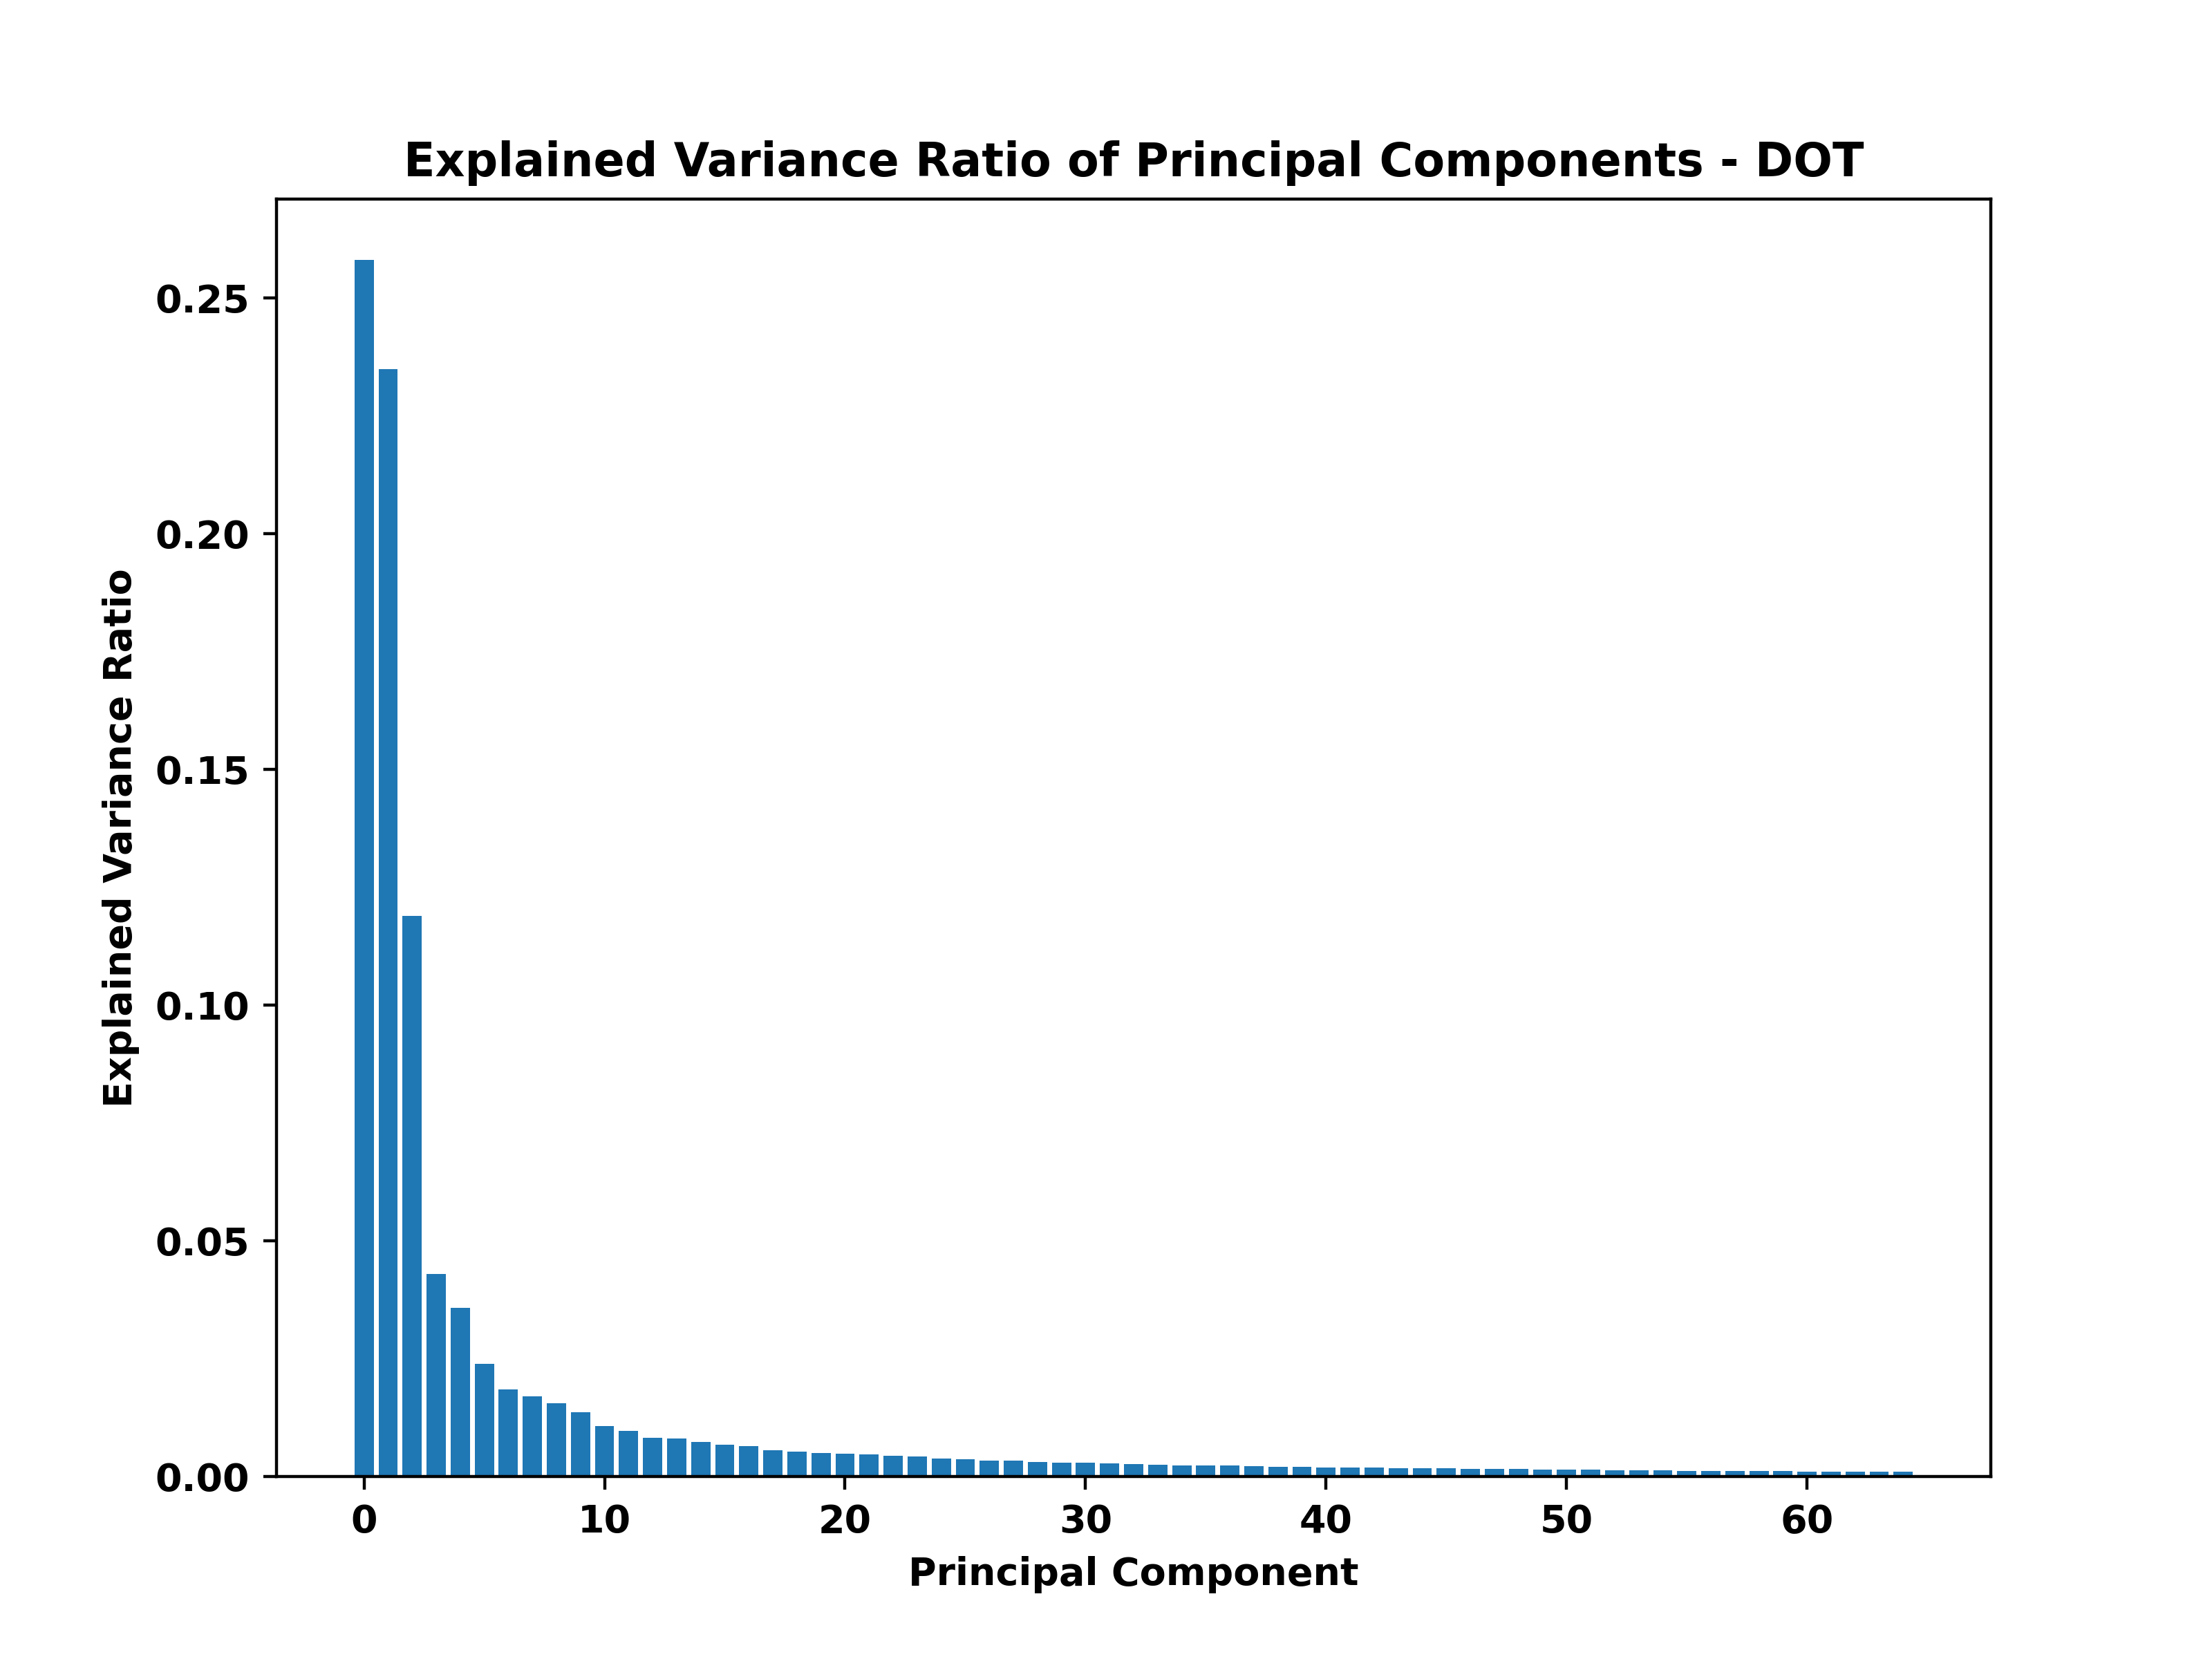 Explained Variance Ratio of Principal Components - DOT
Explained Variance Ratio
0.25
0.20
0.15
0.10
0.05
0.00
0 10 20 30 40 50 60
Principal Component